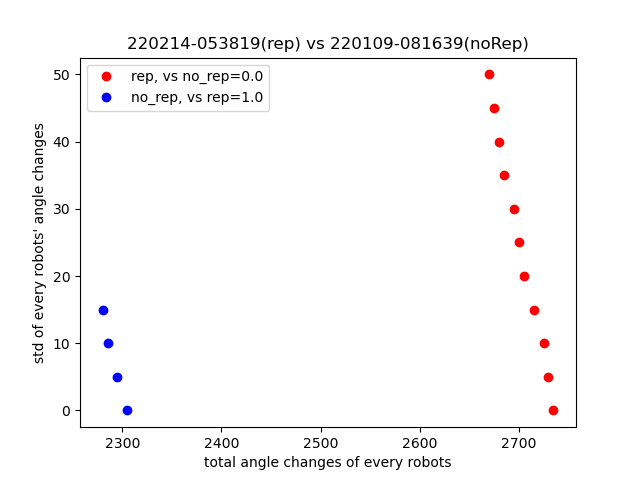 220214-053819(rep) vs 220109-081639(noRep)
rep, vs no_rep=0.0
no_rep, vs rep=1.0
std of every robots' angle changes
50
40
30
20
10
0
2300 2400 2500 2600 2700
total angle changes of every robots